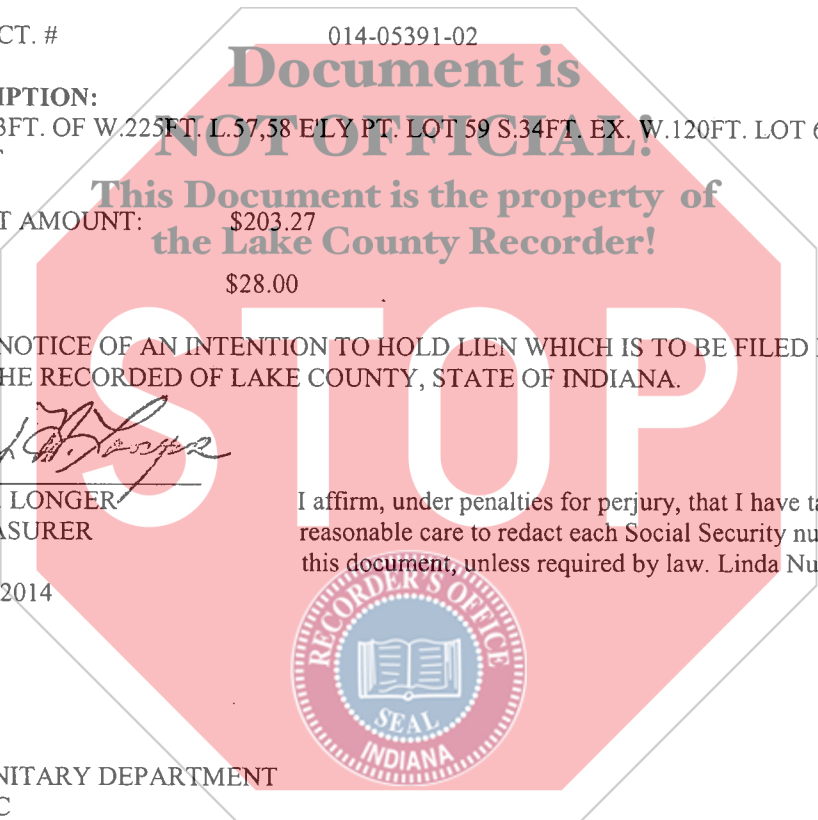 CT. # 014-05391-02
Document is
IPTION:
3FT. OF W.225FT. L.57,58 E'LY PT. LOT 59 S.34FT. EX. W.120FT. LOT 6
NOT OFFICIAL!
This Document is the property of
T AMOUNT: $203.27
the Lake County Recorder!
$28.00
STOP
NOTICE OF AN INTENTION TO HOLD LIEN WHICH IS TO BE FILED
HE RECORDED OF LAKE COUNTY, STATE OF INDIANA.
LONGER
ASURER
2014
I affirm, under penalties for perjury, that I have ta
reasonable care to redact each Social Security nu
this document, unless required by law. Linda Nu
RECORDER'S OFFICE
SEAL
INDIANA
NITARY DEPARTMENT
C